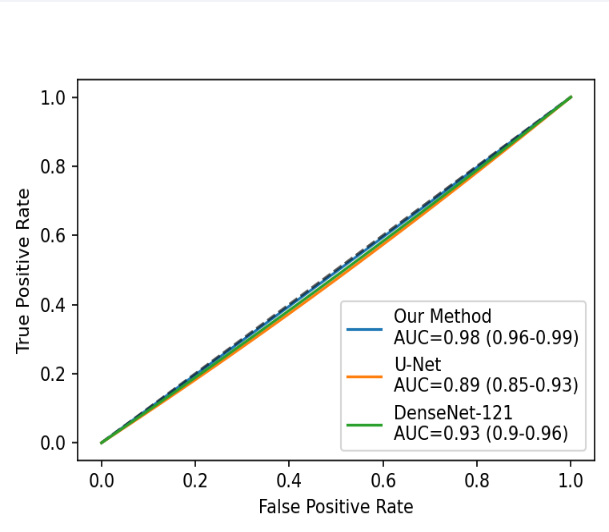 1.0
0.8
0.6
0.4
0.2
0.0
True Positive Rate
Our Method
AUC=0.98 (0.96-0.99)
U-Net
AUC=0.89 (0.85-0.93)
DenseNet-121
AUC=0.93 (0.9-0.96)
0.0 0.2 0.4 0.6 0.8 1.0
False Positive Rate